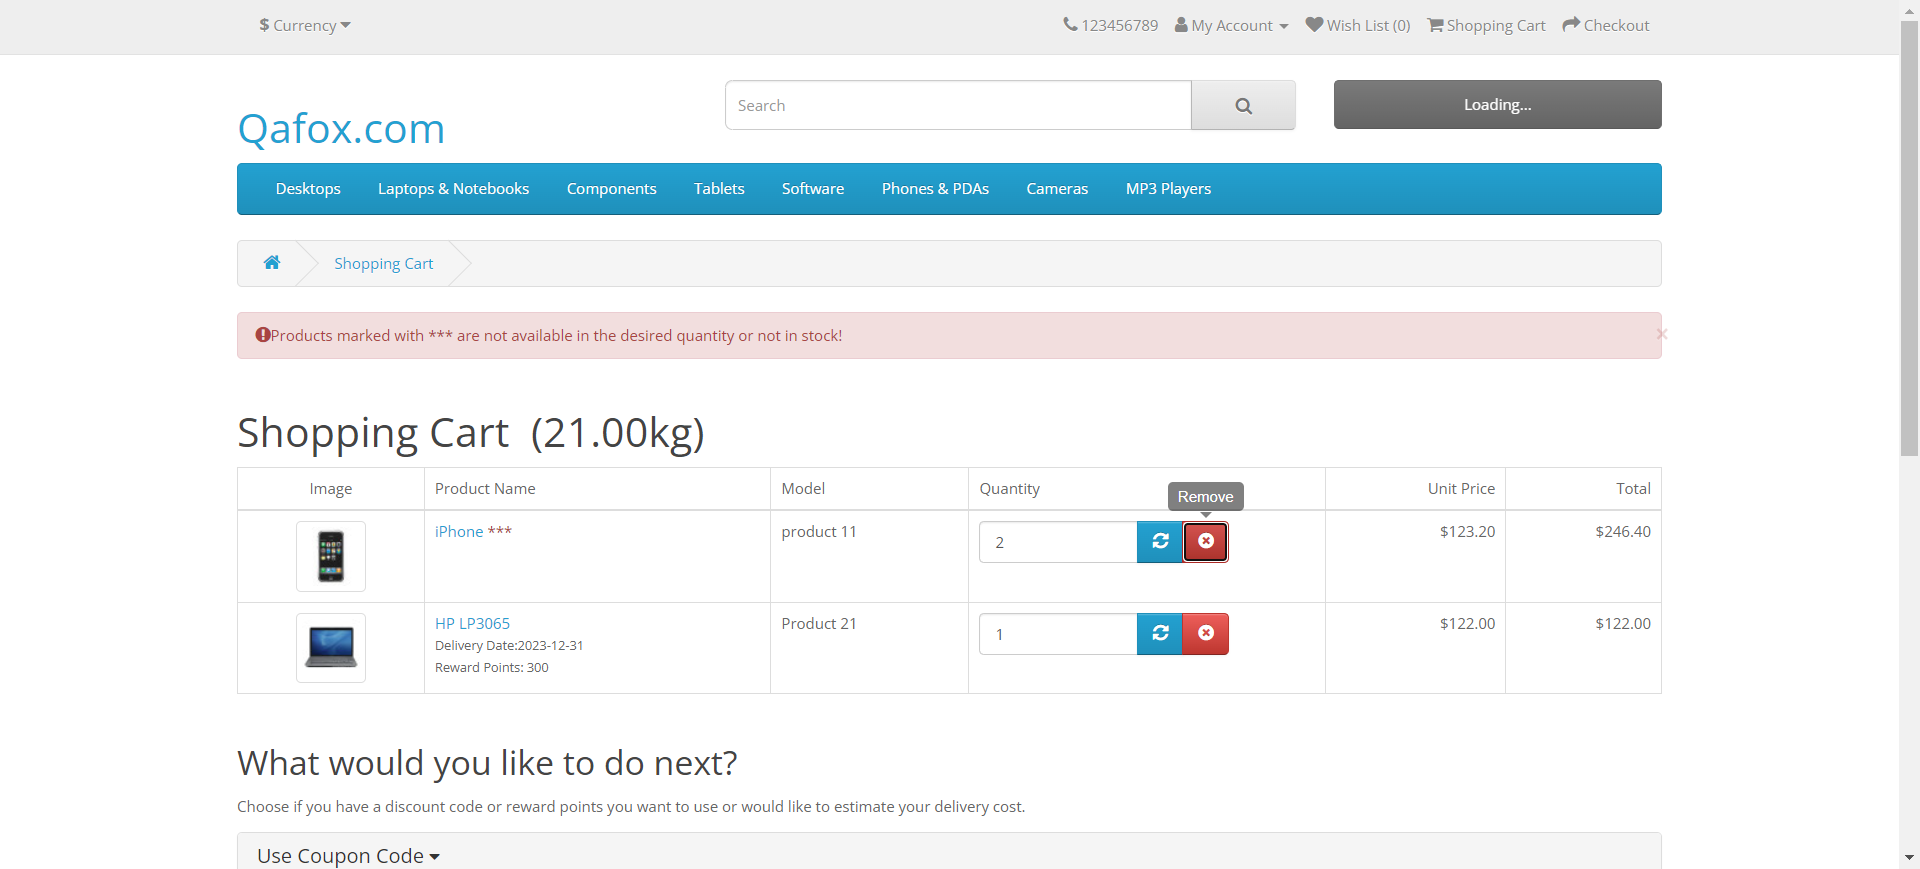 $ Currency
123456789 My Account Wish List (0) Shopping Cart Checkout
Qafox.com
Search
Loading...
Desktops Laptops & Notebooks Components Tablets Software Phones & PDAs Cameras MP3 Players
Shopping Cart
Products marked with *** are not available in the desired quantity or not in stock!
×
Shopping Cart (21.00kg)
Image Product Name Model Quantity Unit Price Total
Remove
iPhone *** product 11 2 $123.20 $246.40
HP LP3065 Product 21 1 $122.00 $122.00
Delivery Date:2023-12-31
Reward Points: 300
What would you like to do next?
Choose if you have a discount code or reward points you want to use or would like to estimate your delivery cost.
Use Coupon Code